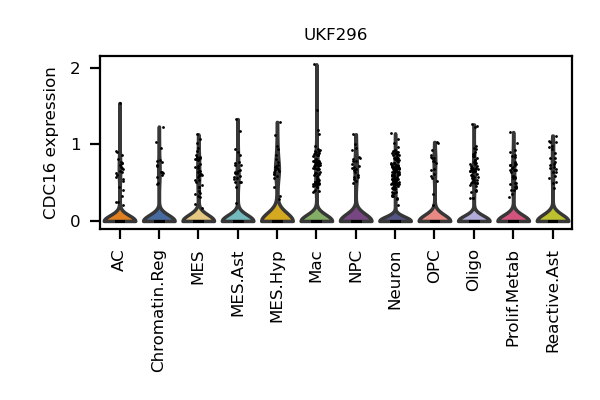 UKF296
CDC16 expression
2
1
0
AC
Chromatin.Reg
MES
MES.Ast
MES.Hyp
Mac
NPC
Neuron
OPC
Oligo
Prolif.Metab
Reactive.Ast